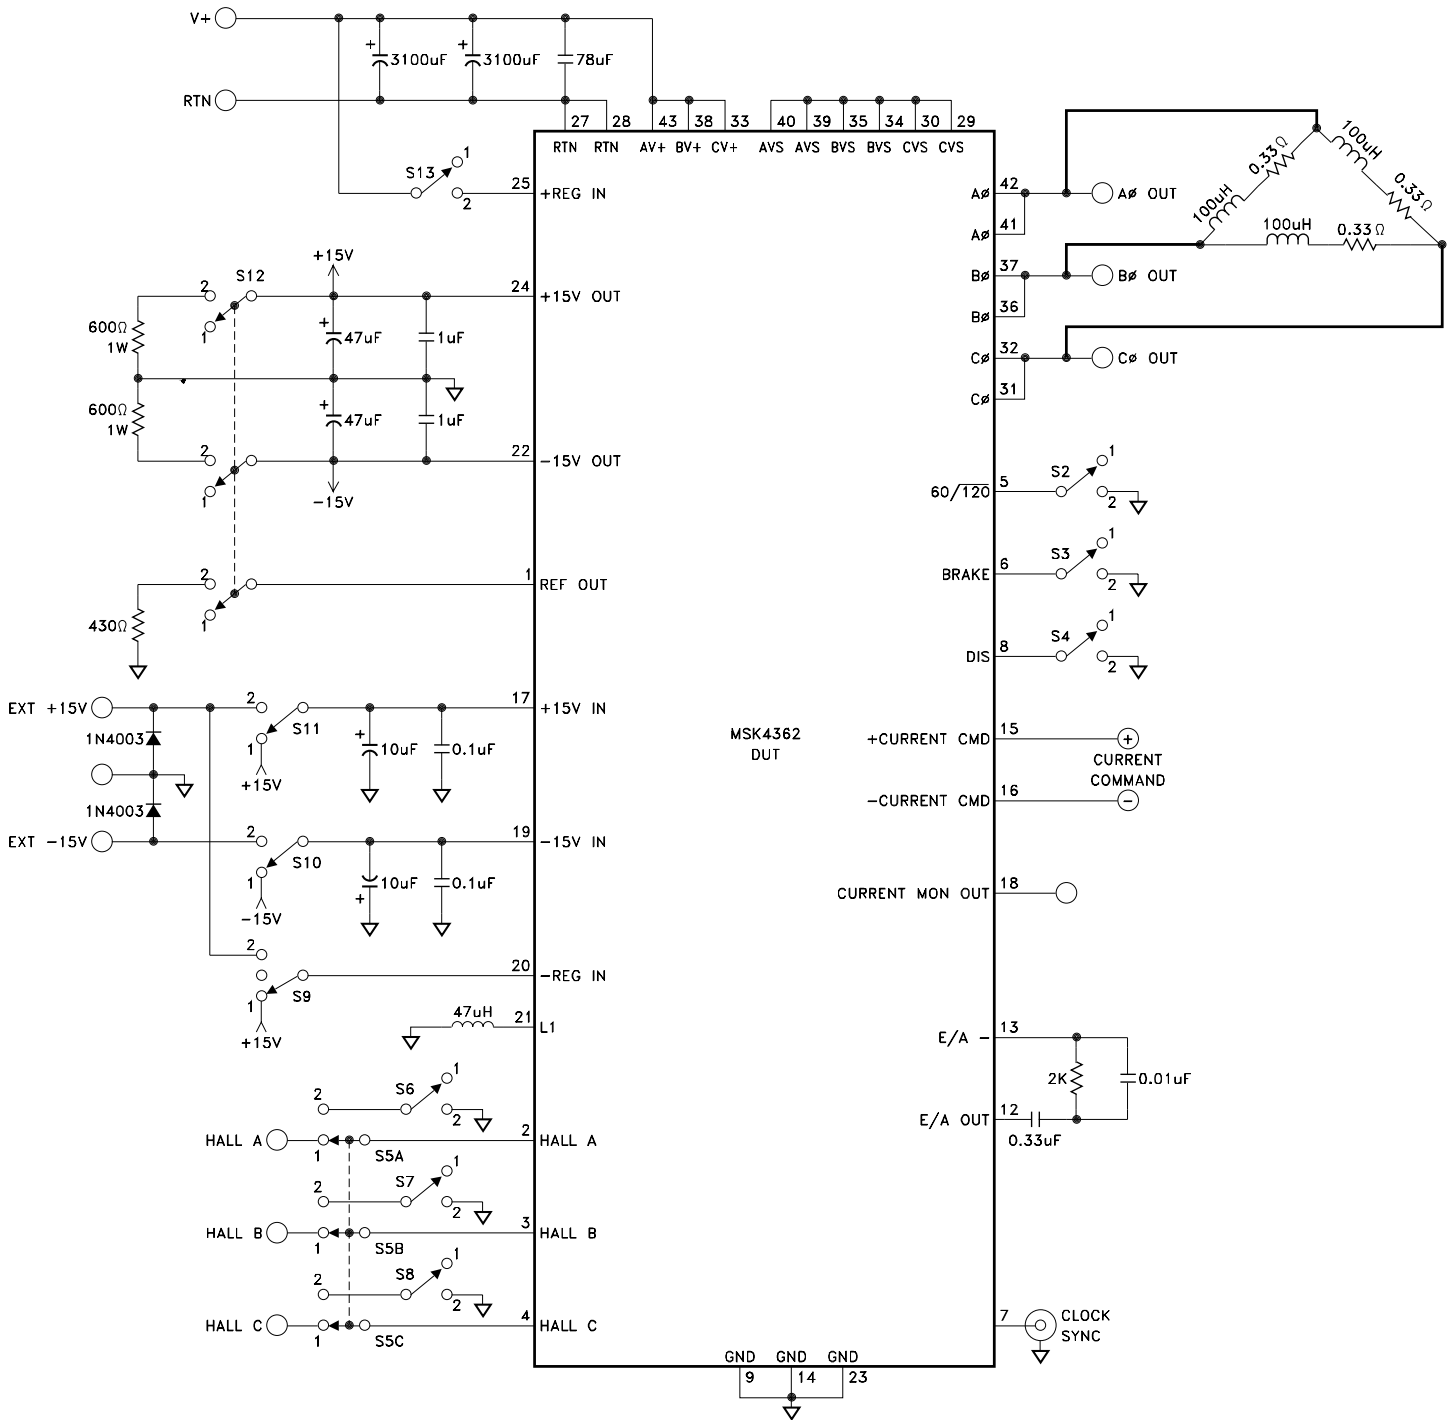 V+
3100uF
3100uF
78uF
RTN
27
28
43
38
33
40
39
35
34
30
29
RTN
RTN
AV+
BV+
CV+
AVS
AVS
BVS
BVS
CVS
CVS
S13
1
2
25
+REG IN
AØ
42
AØ OUT
AØ
41
BØ
37
BØ OUT
BØ
36
CØ
32
CØ OUT
CØ
31
100uH
0.33Ω
100uH
0.33Ω
100uH
0.33Ω
+15V
S12
2
1
24
+15V OUT
600Ω
1W
47uF
1uF
600Ω
1W
47uF
1uF
2
1
22
-15V OUT
-15V
2
1
1
REF OUT
430Ω
60/120
5
S2
1
2
BRAKE
6
S3
1
2
DIS
8
S4
1
2
EXT +15V
2
S11
1
+15V
17
+15V IN
1N4003
10uF
0.1uF
1N4003
EXT -15V
2
S10
1
-15V
19
-15V IN
10uF
0.1uF
2
S9
1
+15V
20
-REG IN
47uH
21
L1
MSK4362
DUT
+CURRENT CMD
15
CURRENT
COMMAND
-CURRENT CMD
16
CURRENT MON OUT
18
E/A -
13
2K
0.01uF
E/A OUT
12
0.33uF
S6
1
2
2
HALL A
1
S5A
2
HALL A
S7
1
2
2
HALL B
1
S5B
3
HALL B
S8
1
2
2
HALL C
1
S5C
4
HALL C
7
CLOCK
SYNC
GND
GND
GND
9
14
23